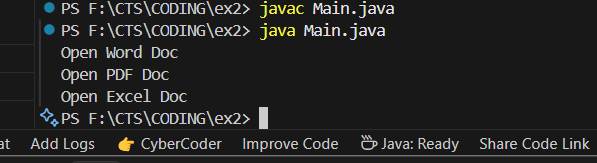 PS F:\CTS\CODING\ex2> javac Main.java
PS F:\CTS\CODING\ex2> java Main.java
Open Word Doc
Open PDF Doc
Open Excel Doc
PS F:\CTS\CODING\ex2>
at Add Logs 👉 CyberCoder Improve Code Java: Ready Share Code Link